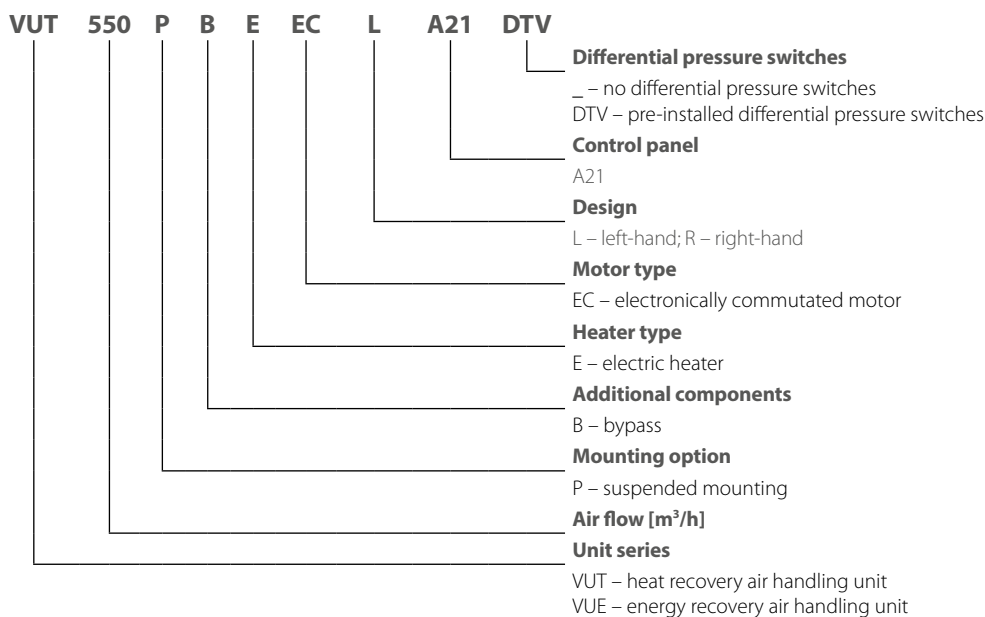 VUT 550 P B E EC L A21 DTV
Differential pressure switches
_ – no differential pressure switches
DTV – pre-installed differential pressure switches
Control panel
A21
Design
L – left-hand; R – right-hand
Motor type
EC – electronically commutated motor
Heater type
E – electric heater
Additional components
B – bypass
Mounting option
P – suspended mounting
Air flow [m³/h]
Unit series
VUT – heat recovery air handling unit
VUE – energy recovery air handling unit